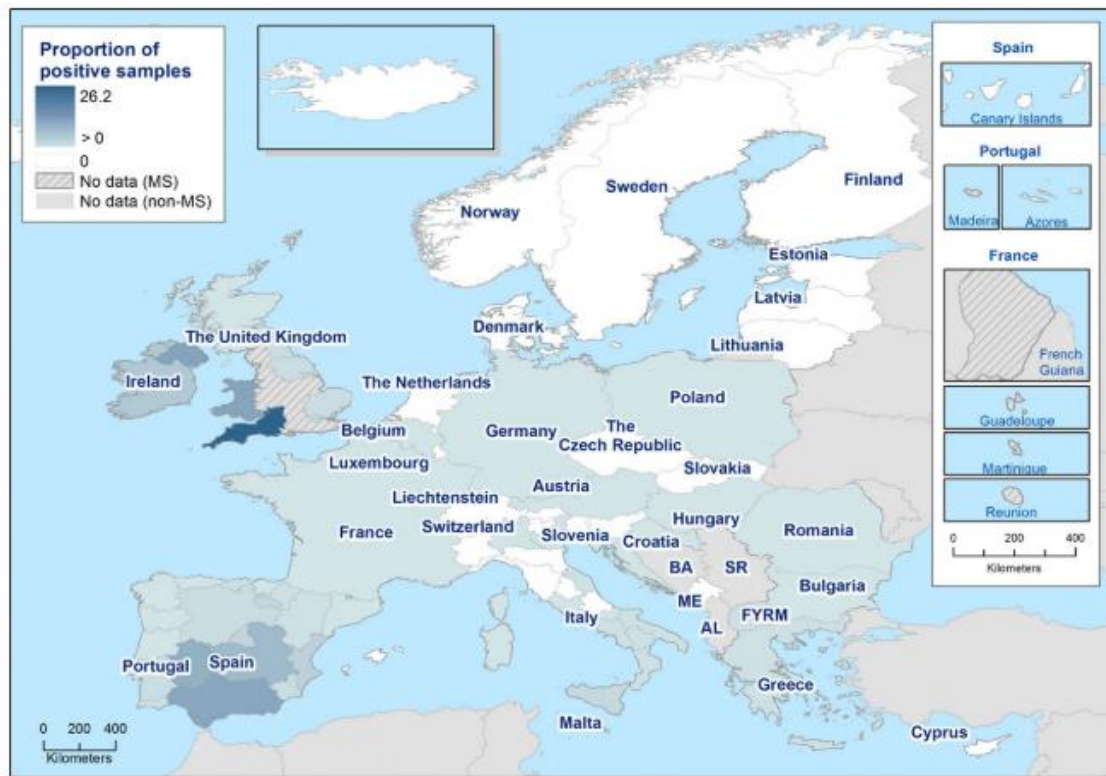 Proportion of
positive samples
26.2
> 0
0
No data (MS)
No data (non-MS)
Spain
Canary Islands
Portugal
Madeira
Azores
France
French
Guiana
Guadeloupe
Martinique
Reunion
0 200 400
Kilometers
Finland
Sweden
Norway
Estonia
Latvia
Denmark
Lithuania
The United Kingdom
Ireland
The Netherlands
Poland
Belgium
Germany
The
Czech Republic
Luxembourg
Slovakia
Austria
Liechtenstein
Hungary
Switzerland
France
Slovenia
Romania
Croatia
BA
SR
Bulgaria
ME
Italy
FYRM
AL
Portugal
Spain
Greece
Malta
Cyprus
0 200 400
Kilometers